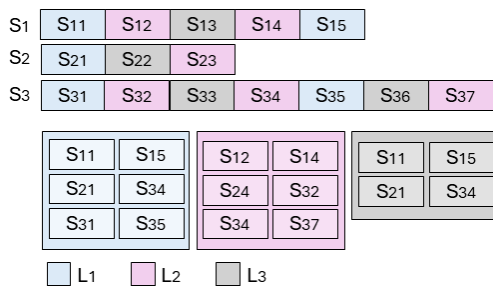 S1 S11 S12 S13 S14 S15
S2 S21 S22 S23
S3 S31 S32 S33 S34 S35 S36 S37
S11 S15 S12 S14 S11 S15
S21 S34 S24 S32 S21 S34
S31 S35 S34 S37
L1 L2 L3